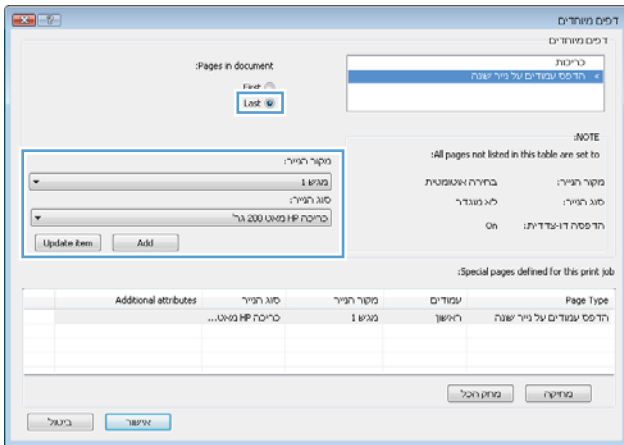 דפים מיוחדים
דפים מיוחדים
כריכות
» הדפס עמודים על נייר שונה
Pages in document:
First
Last
NOTE:
All pages not listed in this table are set to:
מקור הנייר: בחירה אוטומטית
סוג הנייר: לא מוגדר
הדפסה דו-צדדית: On
מקור הנייר:
מגיש 1
סוג הנייר:
כריכה HP מאט 200 גר'
Add Update item
Special pages defined for this print job:
Page Type עמודים מקור הנייר סוג הנייר Additional attributes
הדפס עמודים על נייר שונה ראשון מגיש 1 כריכה HP מאט...
מחיקה מחק הכל
אישור ביטול